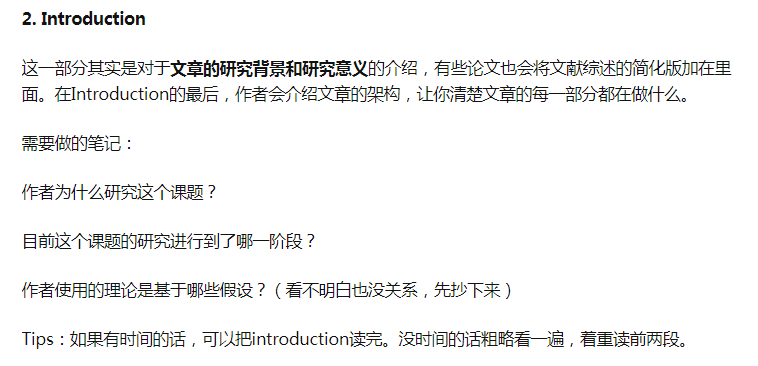 2. Introduction
这一部分其实是对于文章的研究背景和研究意义的介绍，有些论文也会将文献综述的简化版加在里
面。在Introduction的最后，作者会介绍文章的架构，让你清楚文章的每一部分都在做什么。
需要做的笔记：
作者为什么研究这个课题？
目前这个课题的研究进行到了哪一阶段？
作者使用的理论是基于哪些假设？（看不明白也没关系，先抄下来）
Tips：如果有时间的话，可以把introduction读完。没时间的话粗略看一遍，着重读前两段。